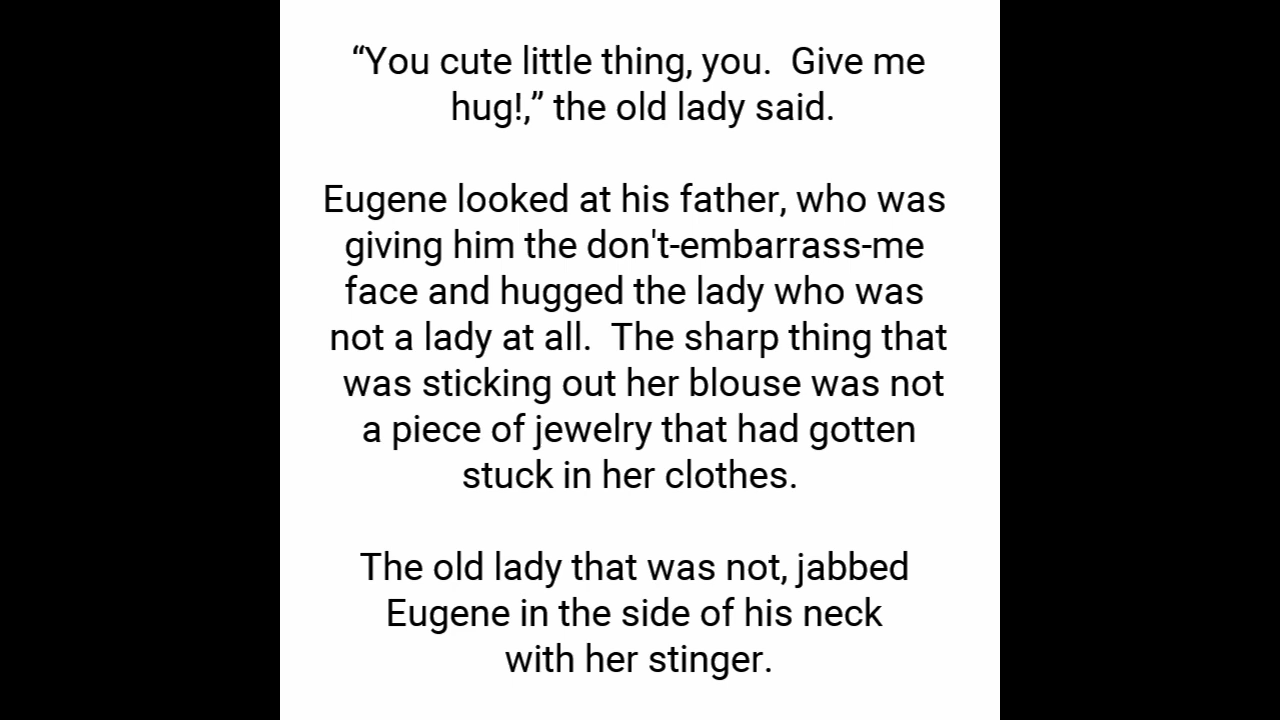 “You cute little thing, you.  Give me
hug!,” the old lady said.
Eugene looked at his father, who was
giving him the don't-embarrass-me
face and hugged the lady who was
not a lady at all.  The sharp thing that
was sticking out her blouse was not
a piece of jewelry that had gotten
stuck in her clothes.
The old lady that was not, jabbed
Eugene in the side of his neck
with her stinger.